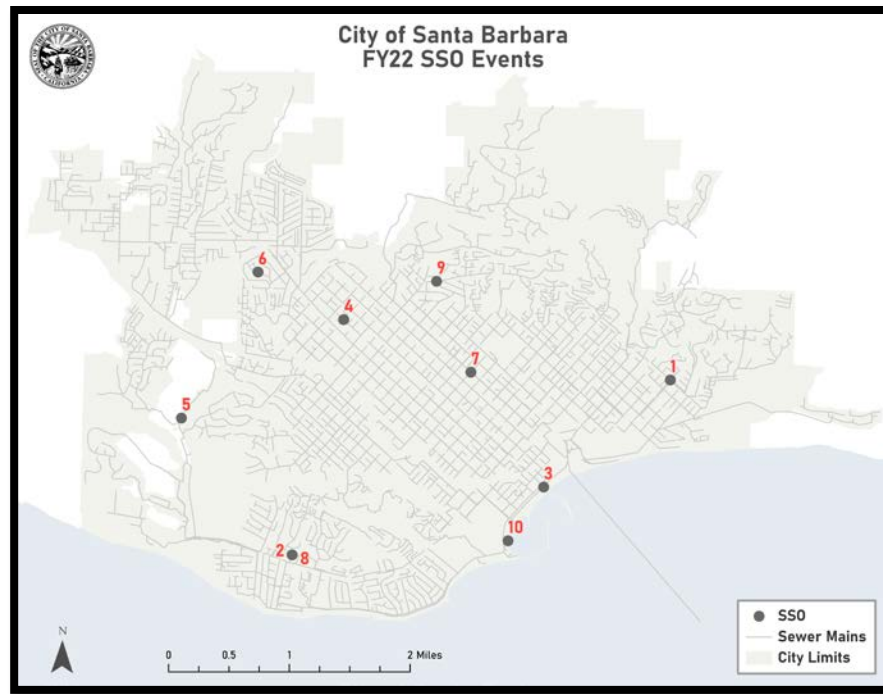 City of Santa Barbara
FY22 SSO Events
6
9
4
7
1
5
3
10
2 8
N
0 0.5 1 2 Miles
SSO
Sewer Mains
City Limits